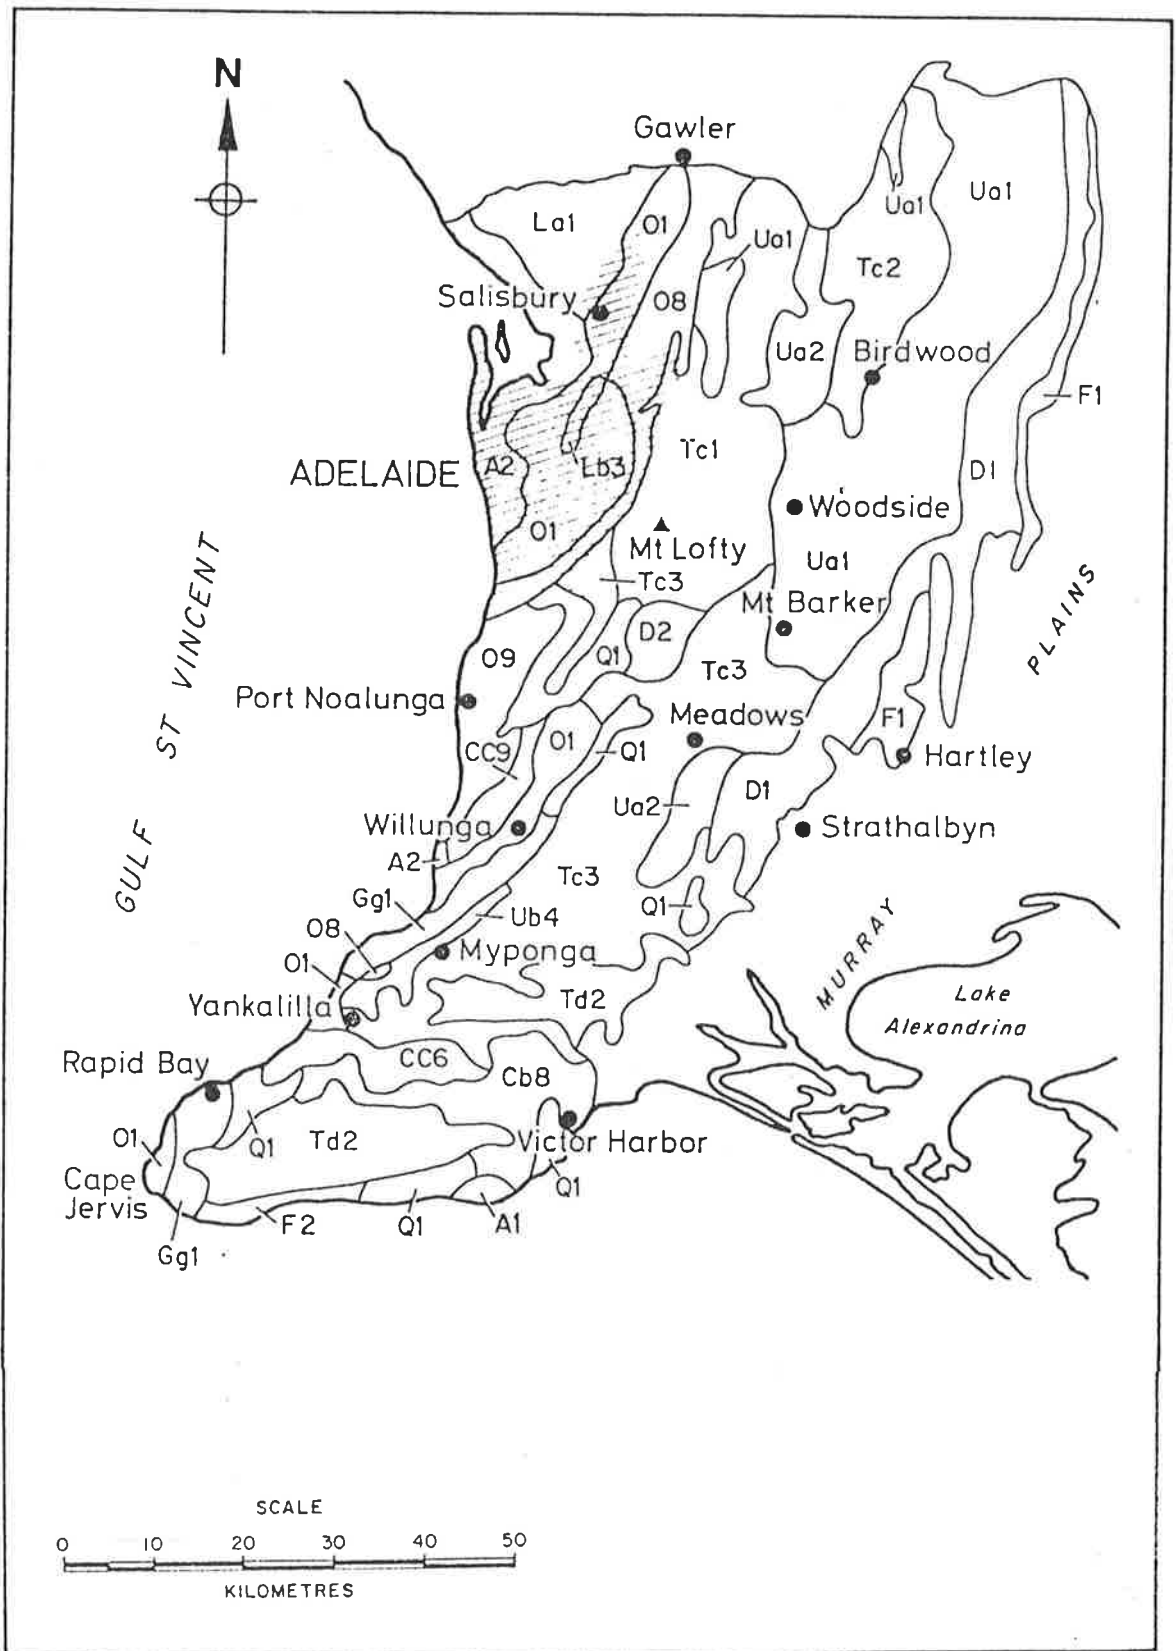 N
Gawler
La1
O1
Ua1
Ua1
Ua1
Tc2
Salisbury
O8
Ua2
Birdwood
F1
Tc1
ADELAIDE
A2
Lb3
D1
Woodside
O1
Mt Lofty
Ua1
Tc3
Mt Barker
PLAINS
D2
GULF ST VINCENT
O9
Q1
Tc3
Port Noalunga
Meadows
F1
CC9
O1
Q1
Hartley
D1
Ua2
Willunga
Strathalbyn
A2
Tc3
Gg1
Ub4
Q1
O8
Myponga
MURRAY
O1
Yankalilla
Td2
Lake
Alexandrina
Rapid Bay
CC6
Cb8
O1
Q1
Td2
Victor Harbor
Cape
Jervis
Q1
F2
Q1
A1
Gg1
SCALE
0 10 20 30 40 50
KILOMETRES